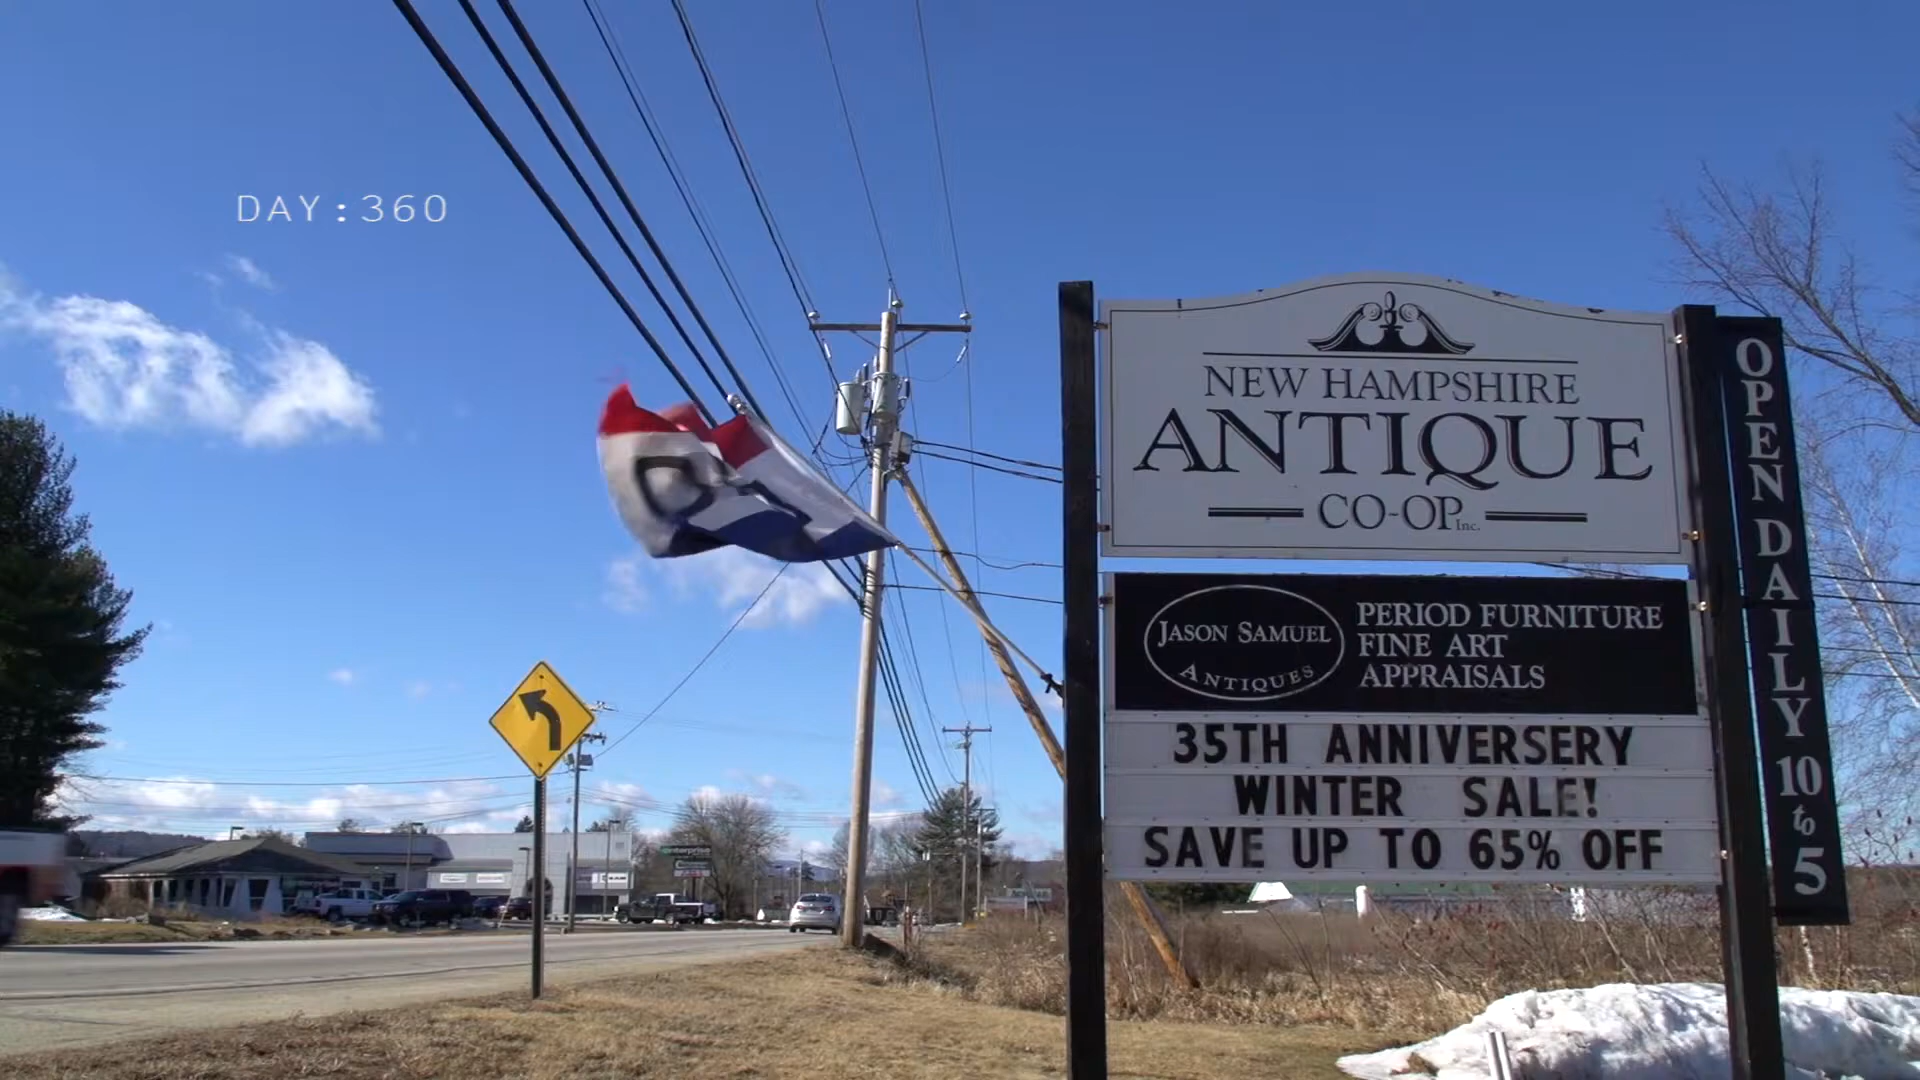 DAY:360
NEW HAMPSHIRE
ANTIQUE
CO-OP Inc.
JASON SAMUEL
ANTIQUES
PERIOD FURNITURE
FINE ART
APPRAISALS
35TH ANNIVERSERY
WINTER SALE!
SAVE UP TO 65% OFF
OPEN DAILY 10 to 5
enterprise